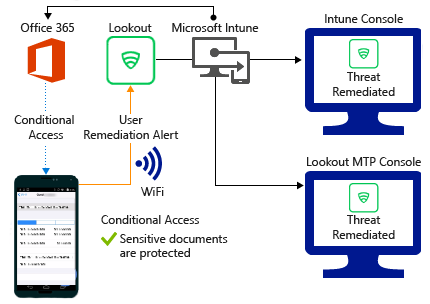 Office 365
Lookout
Microsoft Intune
Intune Console
Threat
Remediated
Conditional
Access
User
Remediation Alert
WiFi
Lookout MTP Console
Threat
Remediated
Conditional Access
Sensitive documents
are protected